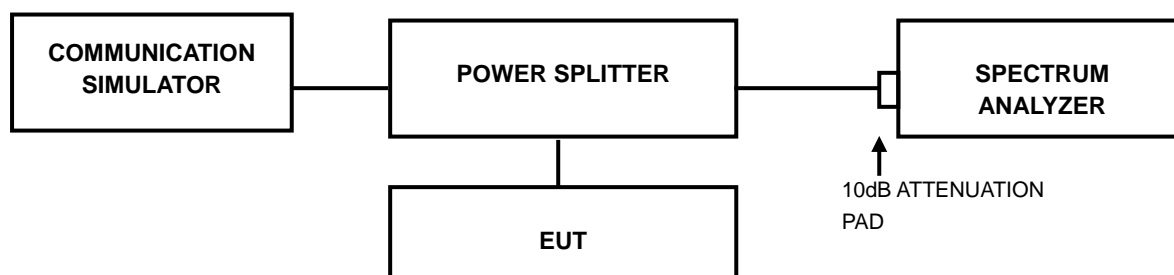 COMMUNICATION
SIMULATOR
POWER SPLITTER
SPECTRUM
ANALYZER
10dB ATTENUATION
PAD
EUT